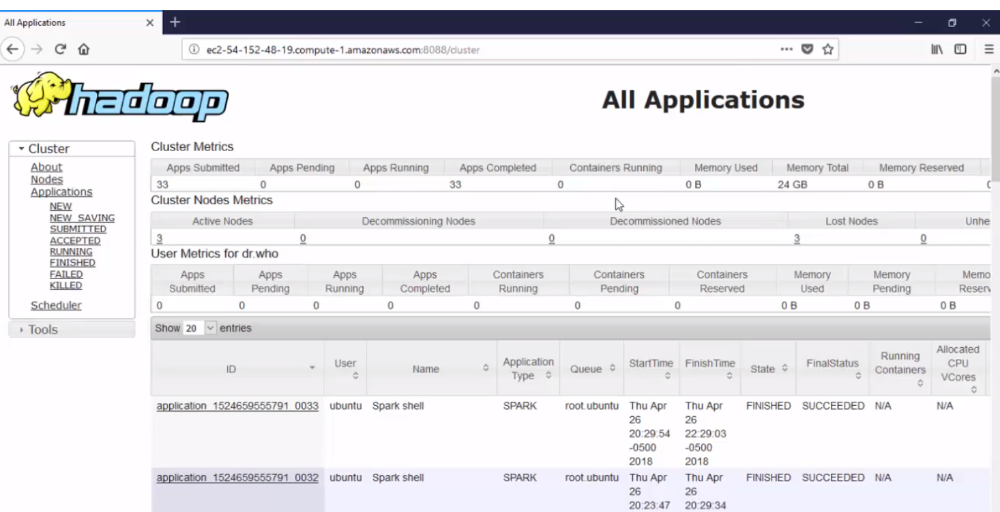 All Applications
ec2-54-152-48-19.compute-1.amazonaws.com:8088/cluster
hadoop
All Applications
Cluster
About
Nodes
Applications
NEW
NEW_SAVING
SUBMITTED
ACCEPTED
RUNNING
FINISHED
FAILED
KILLED
Scheduler
Tools
Cluster Metrics
Apps Submitted Apps Pending Apps Running Apps Completed Containers Running Memory Used Memory Total Memory Reserved
33 0 0 33 0 0 B 24 GB 0 B
Cluster Nodes Metrics
Active Nodes Decommissioning Nodes Decommissioned Nodes Lost Nodes Unhe
3 0 0 3 0
User Metrics for dr.who
Apps Apps Apps Apps Containers Containers Containers Memory Memory Memo
Submitted Pending Running Completed Running Pending Reserved Used Pending Reserv
0 0 0 0 0 0 0 0 B 0 B 0 B
Show 20 entries
ID User Name Application Type Queue StartTime FinishTime State FinalStatus Running Containers Allocated CPU VCores
application_1524659555791_0033 ubuntu Spark shell SPARK root.ubuntu Thu Apr Thu Apr FINISHED SUCCEEDED N/A N/A
26 26
20:29:54 22:29:03
-0500 -0500
2018 2018
application_1524659555791_0032 ubuntu Spark shell SPARK root.ubuntu Thu Apr Thu Apr FINISHED SUCCEEDED N/A N/A
26 26
20:23:47 20:29:34